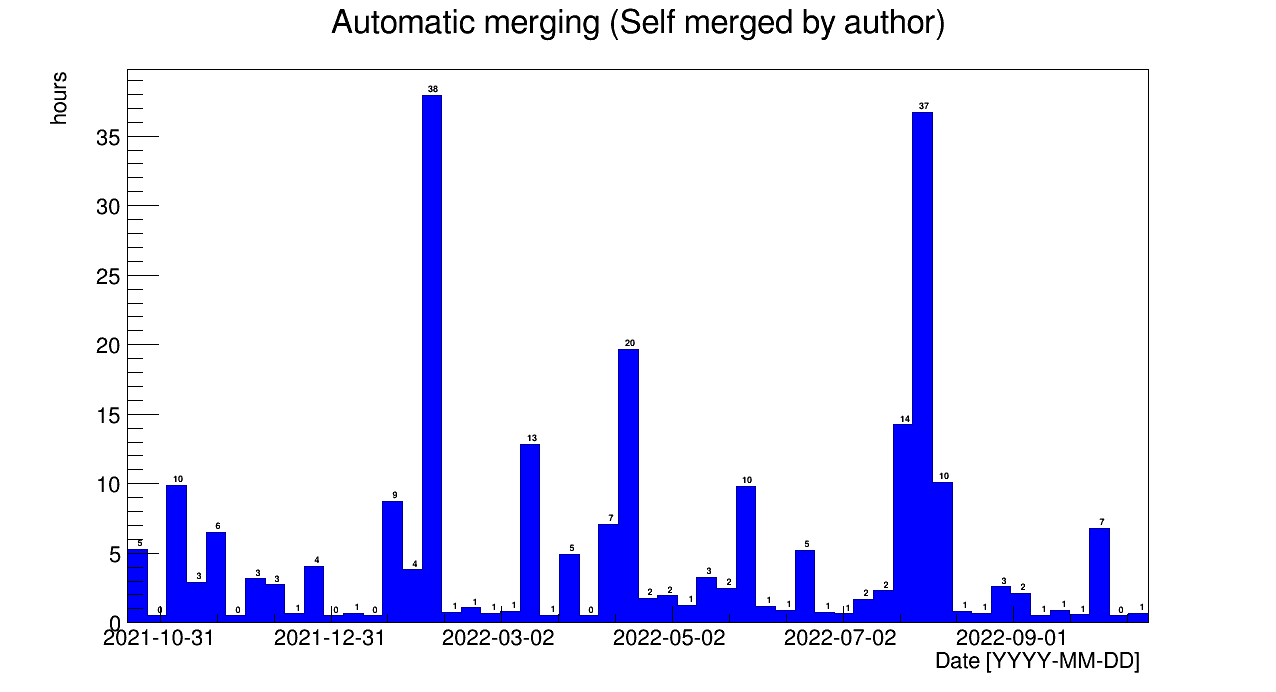 Automatic merging (Self merged by author)
hours
35
30
25
20
15
10
5
0
5 0 10 3 6 0 3 3 1 4 0 1 0 9 4 38 1 1 1 1 13 1 5 0 7 20 2 2 1 3 2 10 1 1 5 1 1 2 2 14 37 10 1 1 3 2 1 1 1 7 0 1
2021-10-31 2021-12-31 2022-03-02 2022-05-02 2022-07-02 2022-09-01
Date [YYYY-MM-DD]